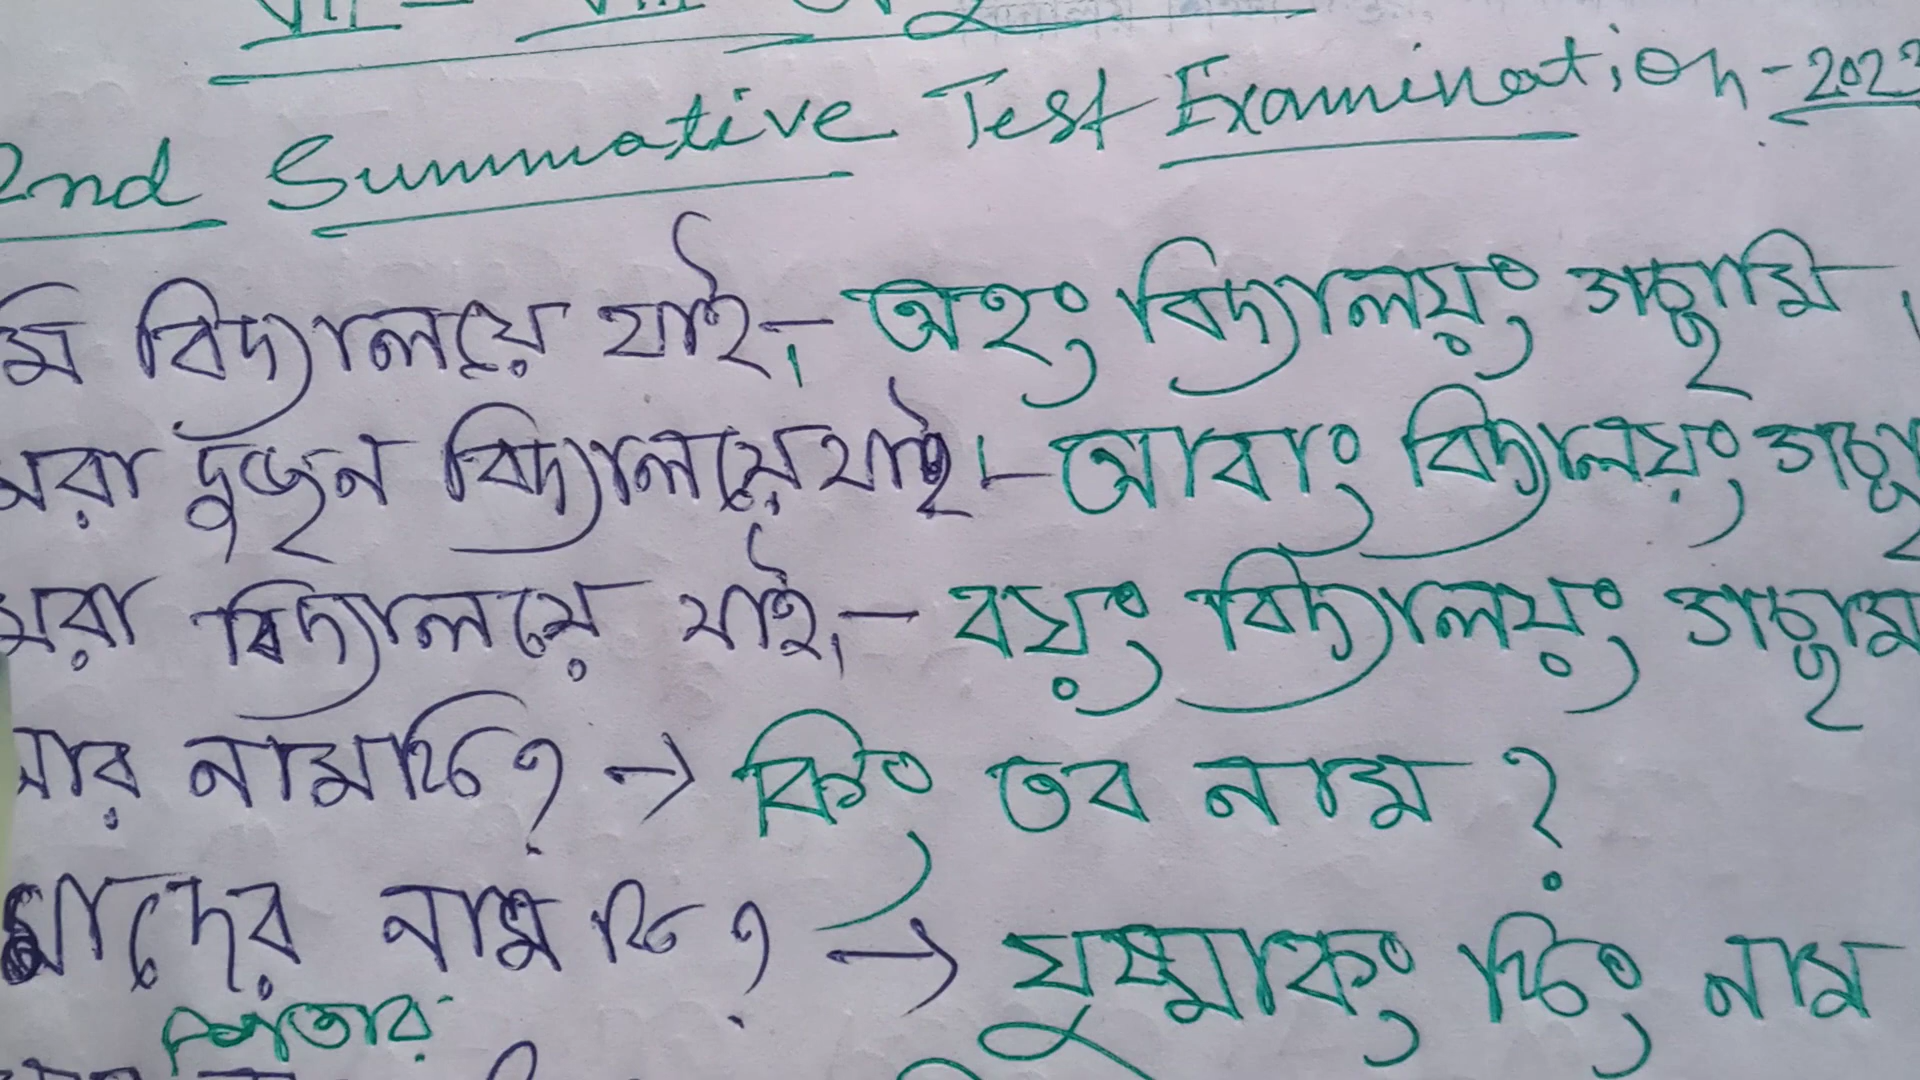 2nd Summative Test Examination - 202
মি বিদ্যালয়ে যাই।- অহং বিদ্যালয়ং গচ্ছামি ।
মরা দুজন বিদ্যালয়ে যাই।- আবাং বিদ্যালয়ং গচ্ছা
মরা বিদ্যালয়ে যাই।- বয়ং বিদ্যালয়ং গচ্ছাম
মার নাম কি? → কিং তব নাম ?
মাদের নাম কি? → যুষ্মাকং কিং নাম
পিতার